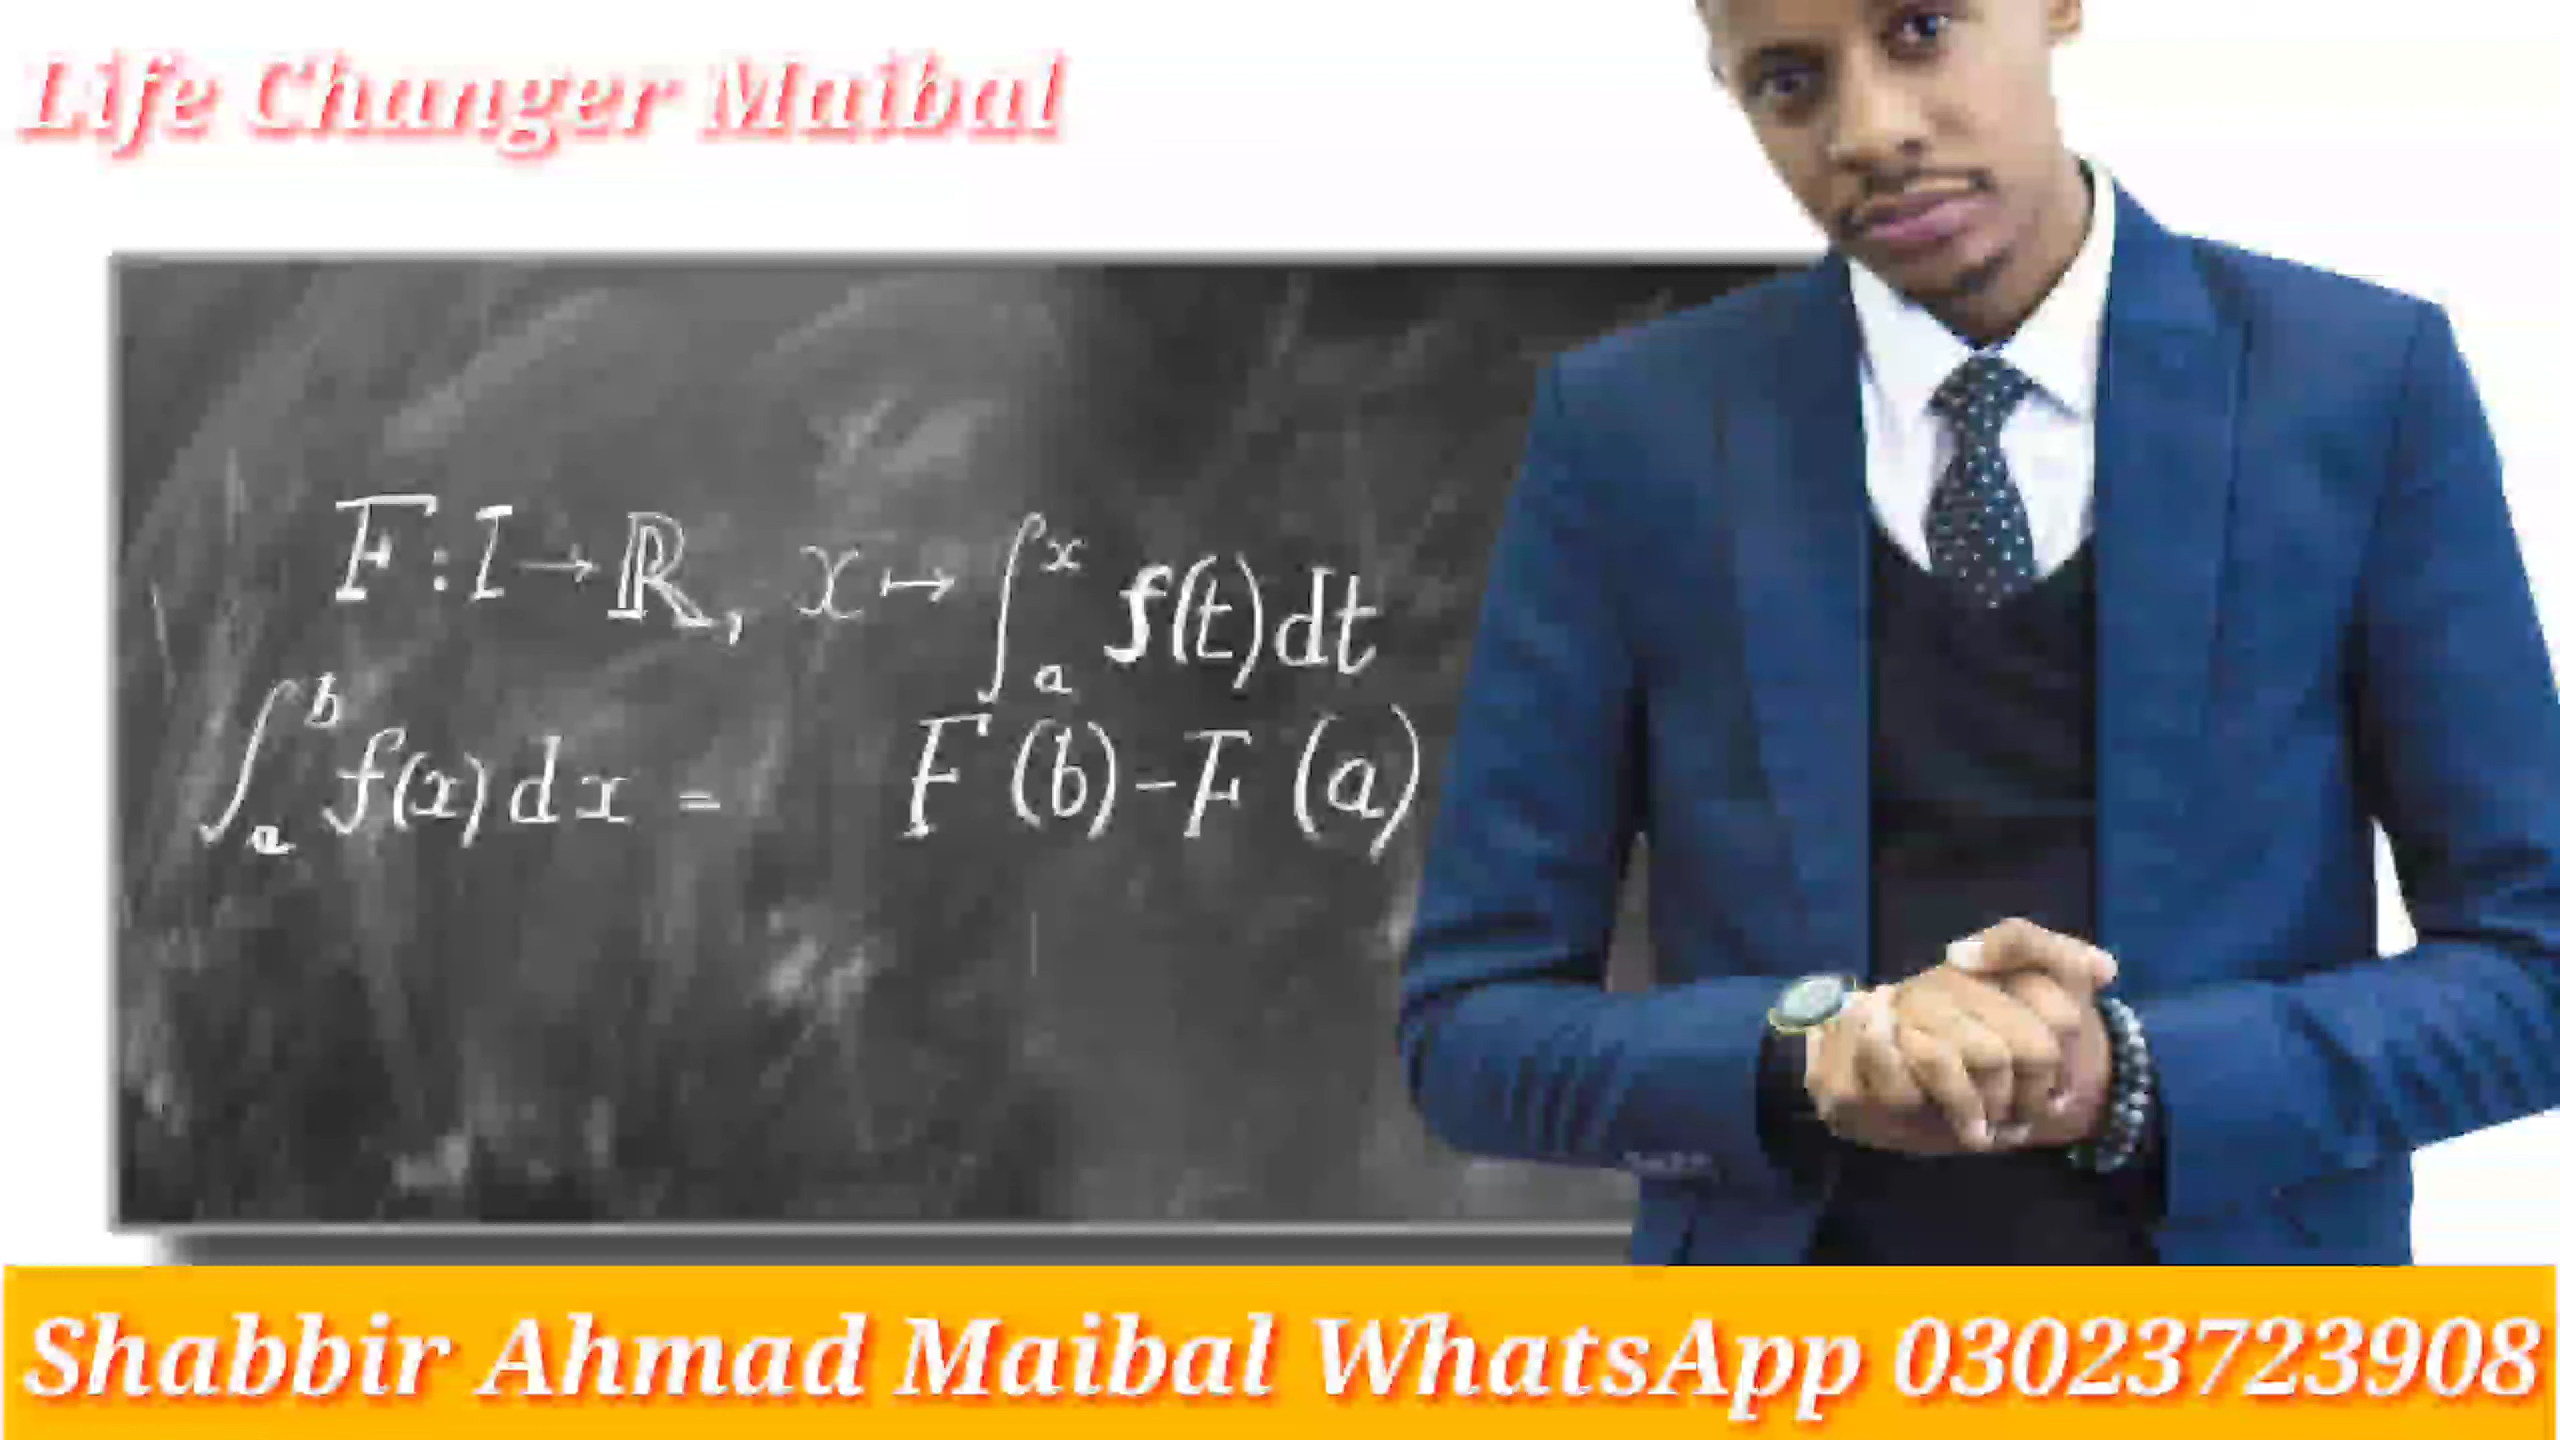 Life Changer Maibal
F : I → ℝ, x ↦ ∫ₐˣ f(t)dt
∫ₐᵇ f(x)dx = F(b) - F(a)
Shabbir Ahmad Maibal WhatsApp 03023723908